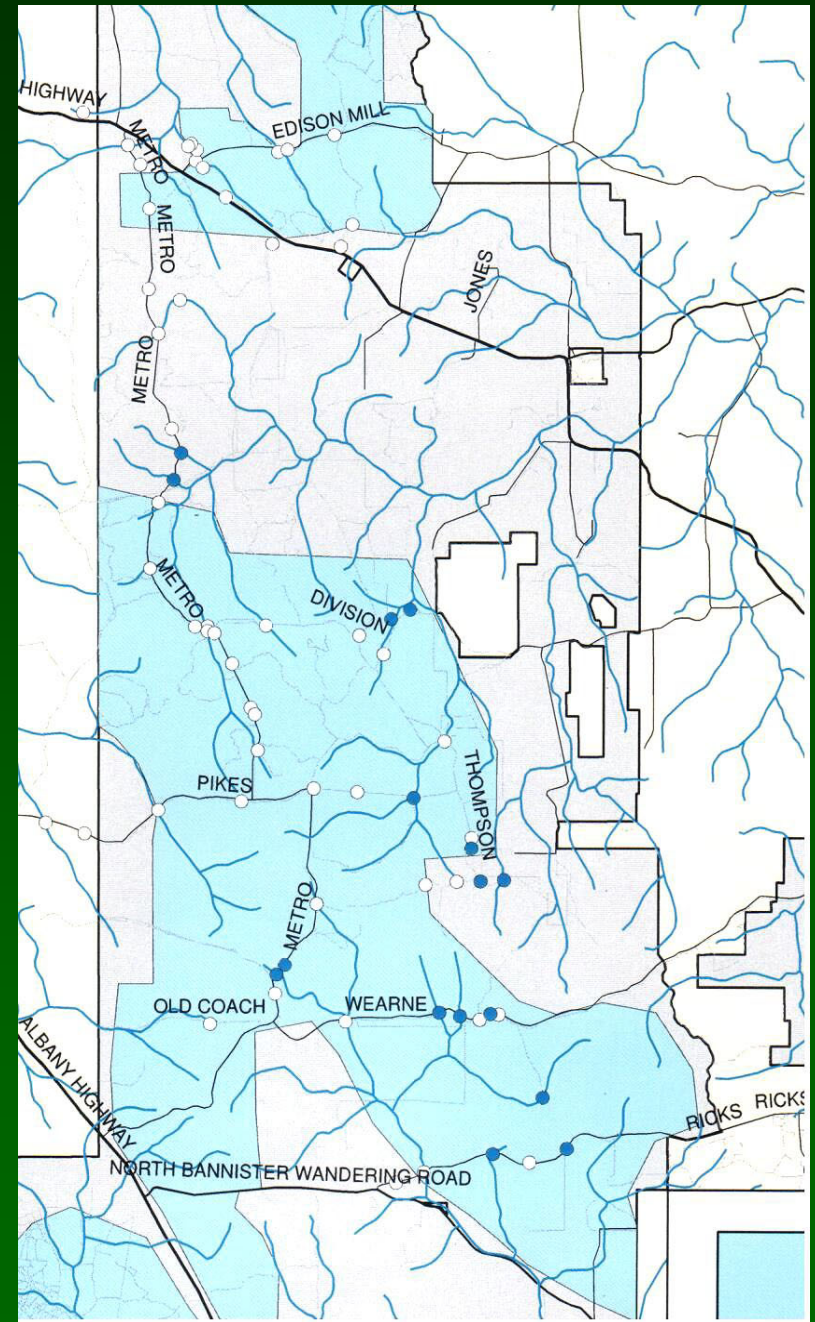 HIGHWAY
EDISON MILL
METRO
METRO
JONES
METRO
METRO
DIVISION
PIKES
THOMPSON
METRO
OLD COACH
WEARNE
ALBANY HIGHWAY
RICKS
RICKS
NORTH BANNISTER WANDERING ROAD